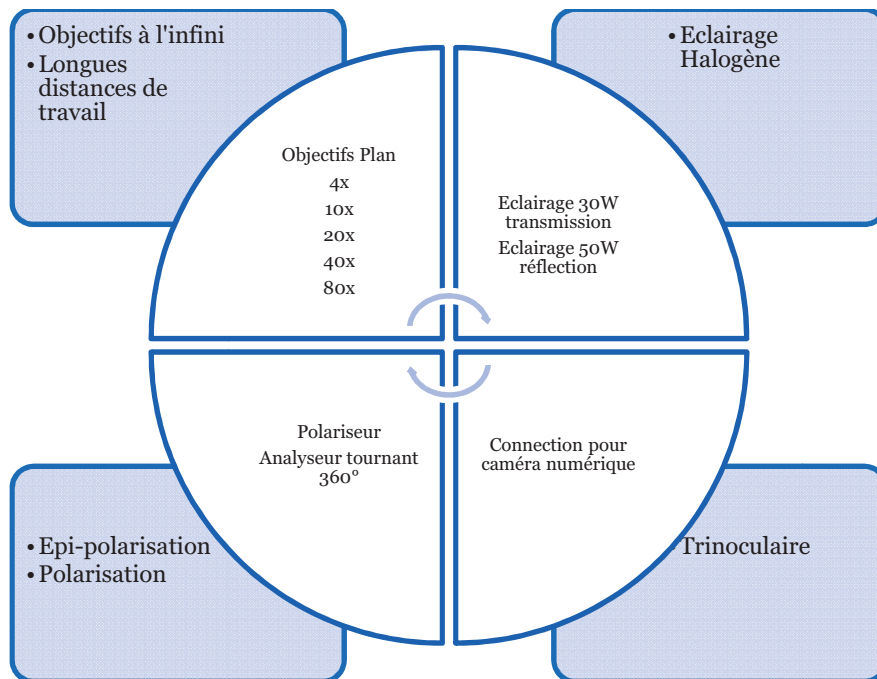 • Objectifs à l'infini
• Longues
distances de
travail
• Eclairage
Halogène
Objectifs Plan
4x
10x
20x
40x
80x
Eclairage 30W
transmission
Eclairage 50W
réflection
Polariseur
Analyseur tournant
360°
Connection pour
caméra numérique
• Epi-polarisation
• Polarisation
• Trinoculaire